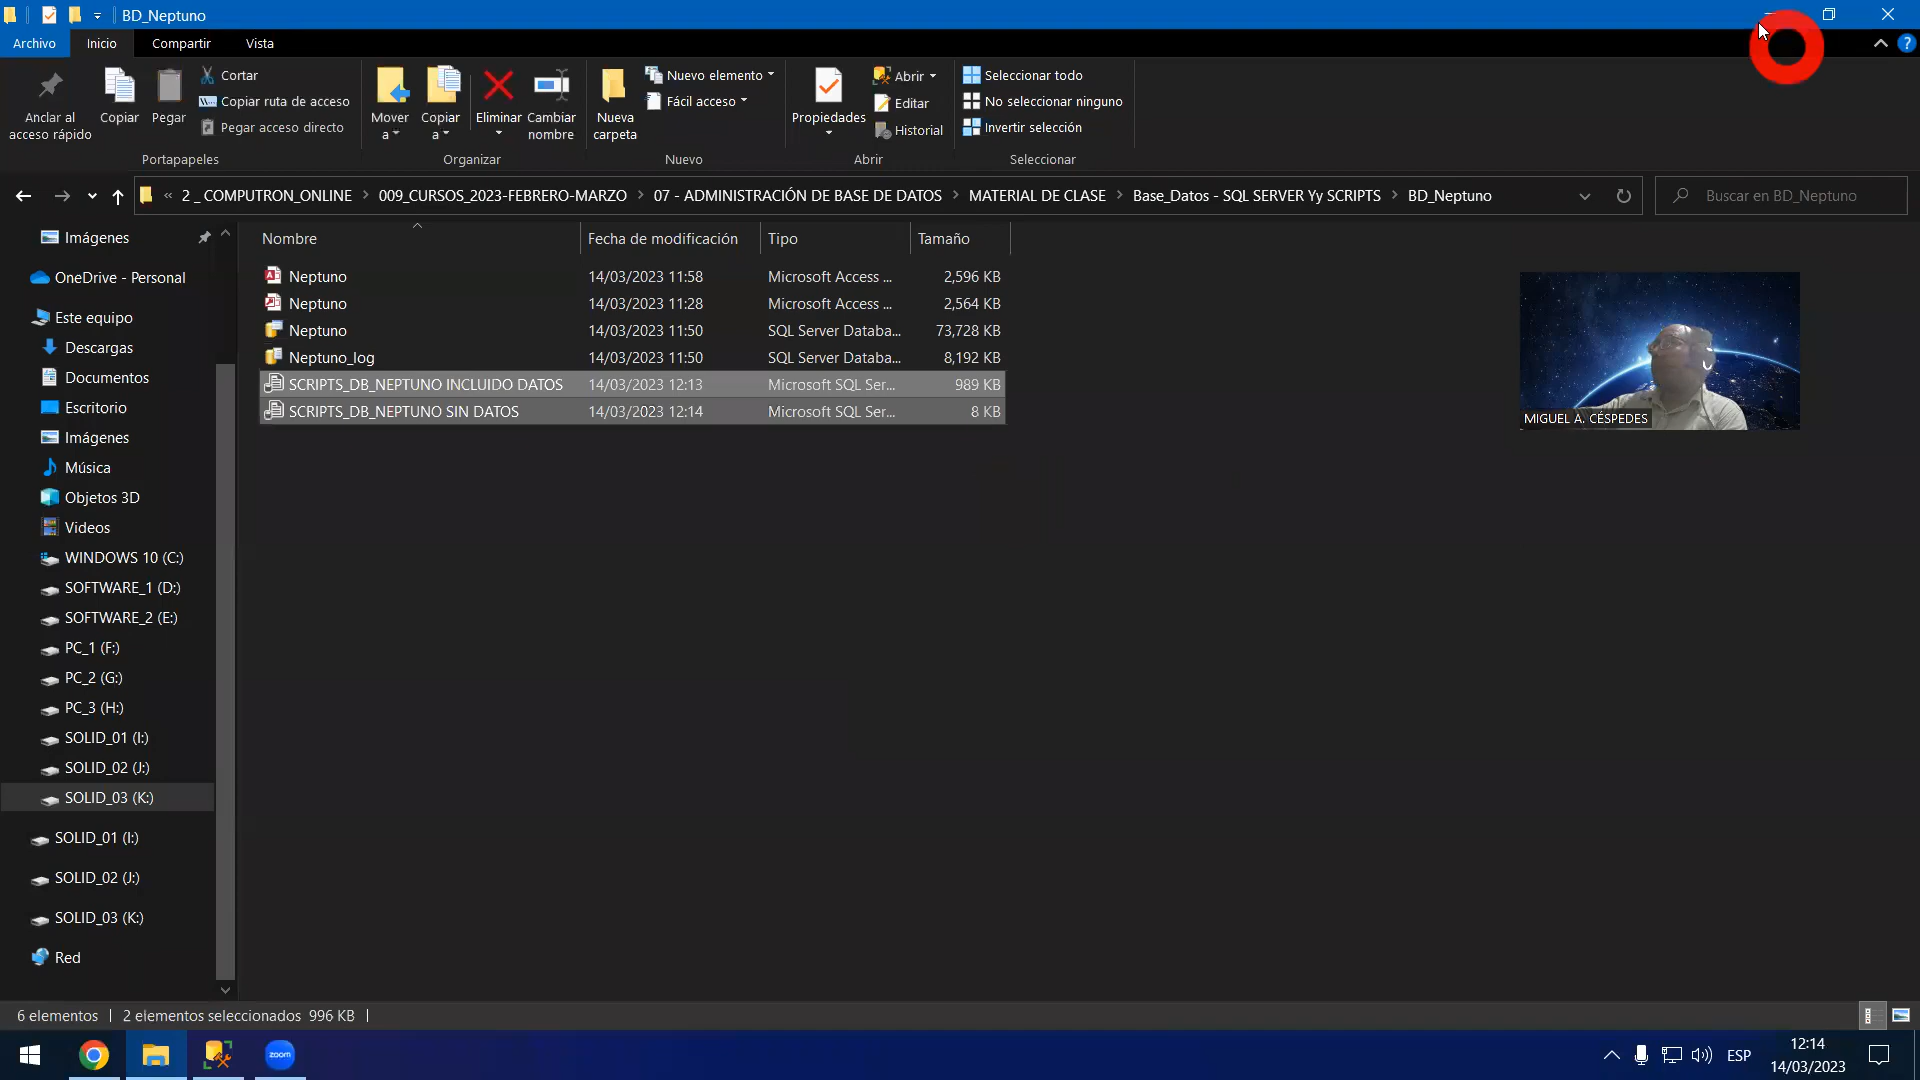 BD_Neptuno
Archivo Inicio Compartir Vista
Anclar al acceso rápido
Copiar
Pegar
Cortar
Copiar ruta de acceso
Pegar acceso directo
Portapapeles
Mover a
Copiar a
Eliminar
Cambiar nombre
Organizar
Nueva carpeta
Nuevo elemento
Fácil acceso
Nuevo
Propiedades
Abrir
Editar
Historial
Abrir
Seleccionar todo
No seleccionar ninguno
Invertir selección
Seleccionar
« 2 _ COMPUTRON_ONLINE > 009_CURSOS_2023-FEBRERO-MARZO > 07 - ADMINISTRACIÓN DE BASE DE DATOS > MATERIAL DE CLASE > Base_Datos - SQL SERVER Yy SCRIPTS > BD_Neptuno
Buscar en BD_Neptuno
Imágenes
OneDrive - Personal
Este equipo
Descargas
Documentos
Escritorio
Imágenes
Música
Objetos 3D
Videos
WINDOWS 10 (C:)
SOFTWARE_1 (D:)
SOFTWARE_2 (E:)
PC_1 (F:)
PC_2 (G:)
PC_3 (H:)
SOLID_01 (I:)
SOLID_02 (J:)
SOLID_03 (K:)
SOLID_01 (I:)
SOLID_02 (J:)
SOLID_03 (K:)
Red
Nombre Fecha de modificación Tipo Tamaño
Neptuno 14/03/2023 11:58 Microsoft Access ... 2,596 KB
Neptuno 14/03/2023 11:28 Microsoft Access ... 2,564 KB
Neptuno 14/03/2023 11:50 SQL Server Databa... 73,728 KB
Neptuno_log 14/03/2023 11:50 SQL Server Databa... 8,192 KB
SCRIPTS_DB_NEPTUNO INCLUIDO DATOS 14/03/2023 12:13 Microsoft SQL Ser... 989 KB
SCRIPTS_DB_NEPTUNO SIN DATOS 14/03/2023 12:14 Microsoft SQL Ser... 8 KB
MIGUEL A. CÉSPEDES
6 elementos 2 elementos seleccionados 996 KB
zoom
ESP
12:14
14/03/2023